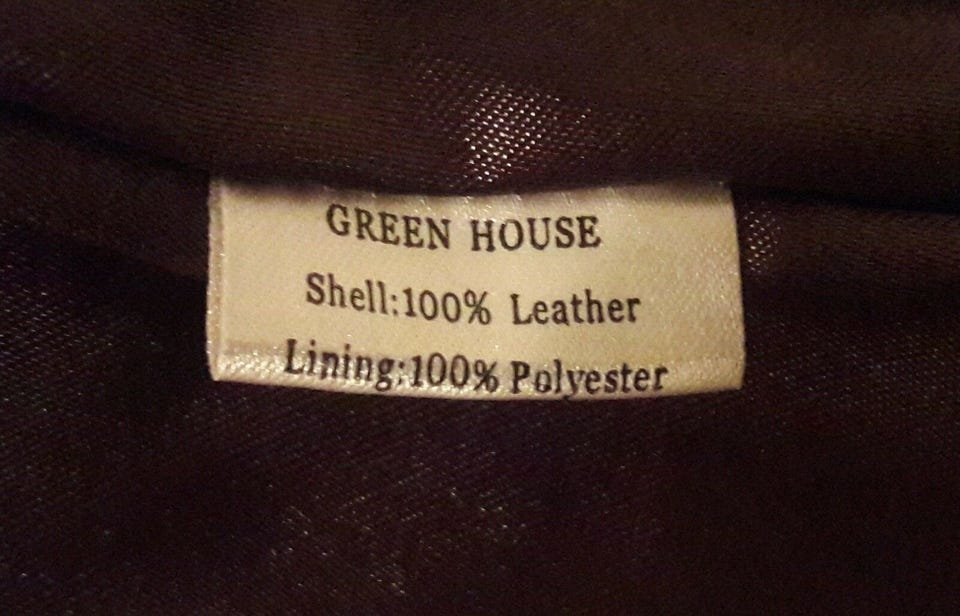 GREEN HOUSE
Shell:100% Leather
Lining:100% Polyester